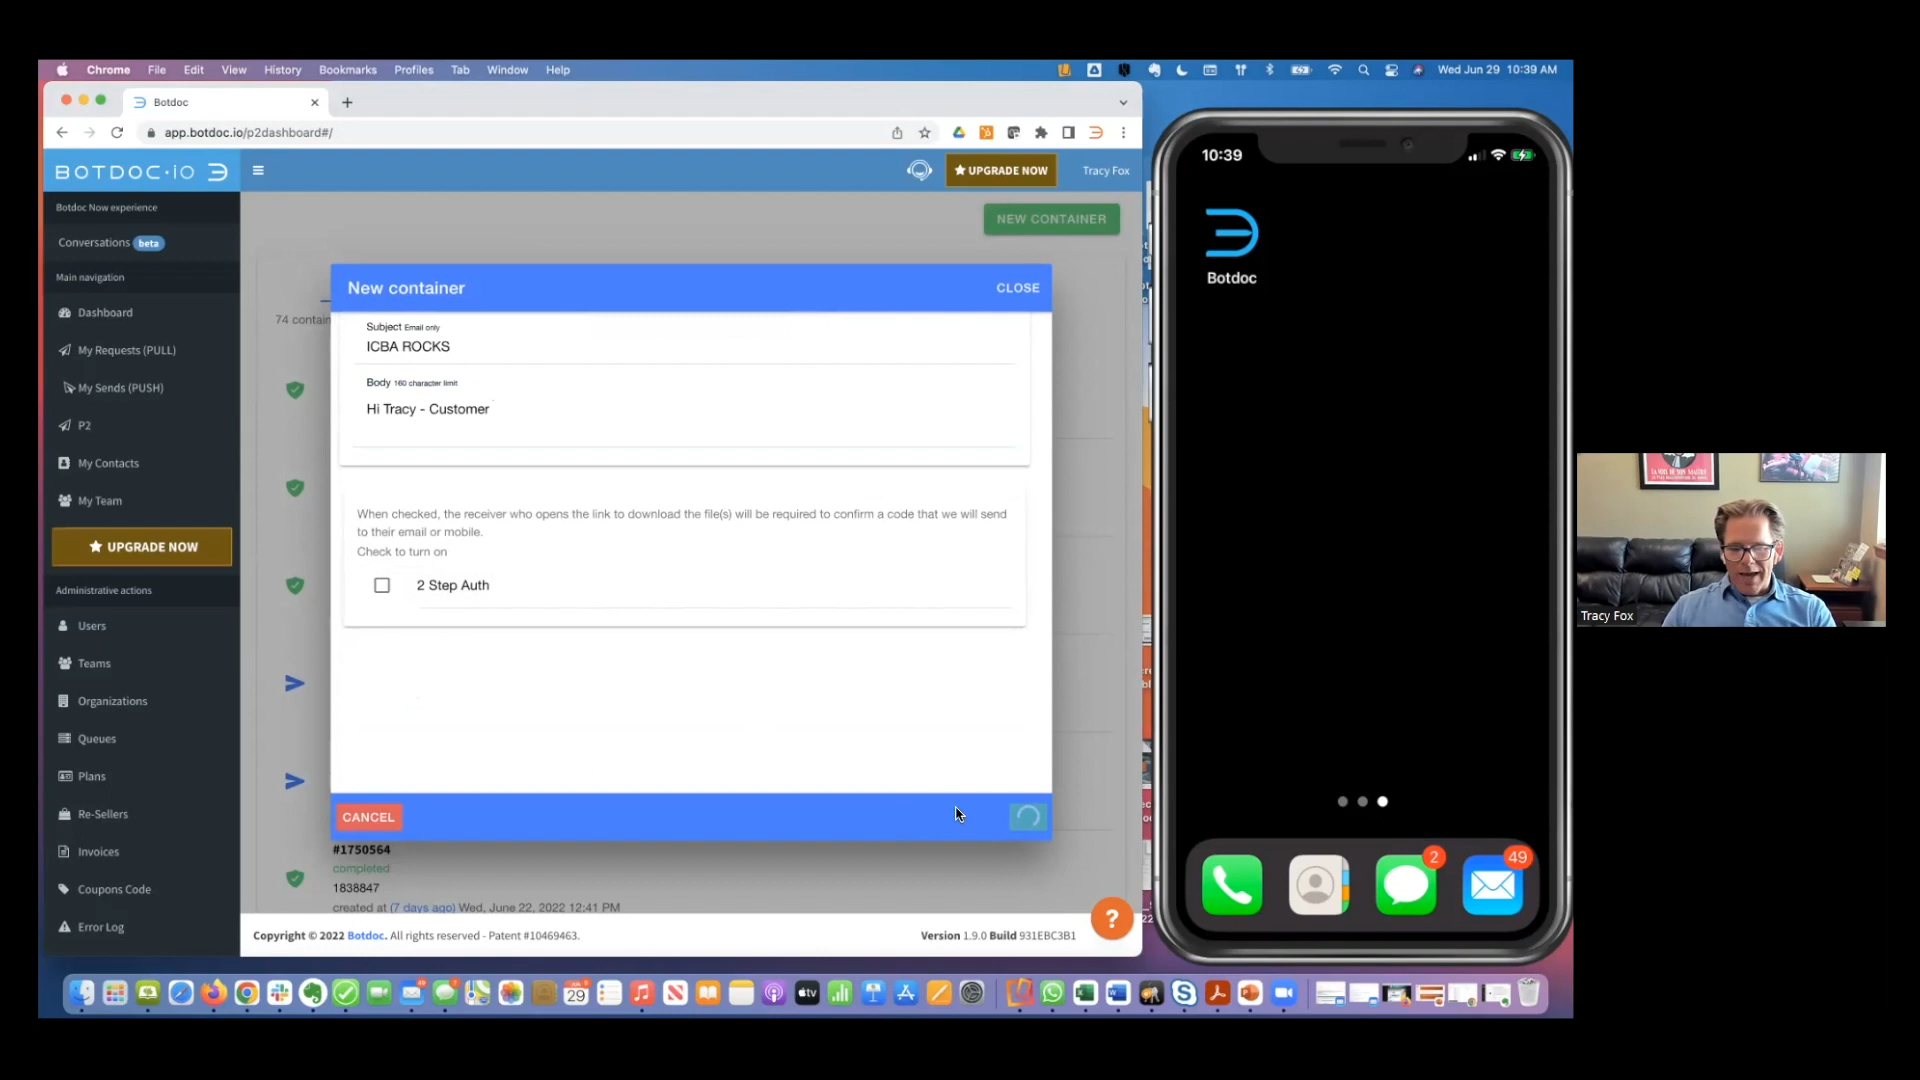 Chrome File Edit View History Bookmarks Profiles Tab Window Help
Wed Jun 29 10:39 AM
Botdoc
app.botdoc.io/p2dashboard#/
BOTDOC·IO
UPGRADE NOW
Tracy Fox
Botdoc Now experience
Conversations beta
Main navigation
Dashboard
My Requests (PULL)
My Sends (PUSH)
P2
My Contacts
My Team
UPGRADE NOW
Administrative actions
Users
Teams
Organizations
Queues
Plans
Re-Sellers
Invoices
Coupons Code
Error Log
NEW CONTAINER
74 contain
New container
CLOSE
Subject Email only
ICBA ROCKS
Body 160 character limit
Hi Tracy - Customer
When checked, the receiver who opens the link to download the file(s) will be required to confirm a code that we will send
to their email or mobile.
Check to turn on
2 Step Auth
CANCEL
#1750564
completed
1838847
created at (7 days ago) Wed, June 22, 2022 12:41 PM
Copyright © 2022 Botdoc. All rights reserved - Patent #10469463.
Version 1.9.0 Build 931EBC3B1
?
10:39
Botdoc
2
49
Tracy Fox
29
tv